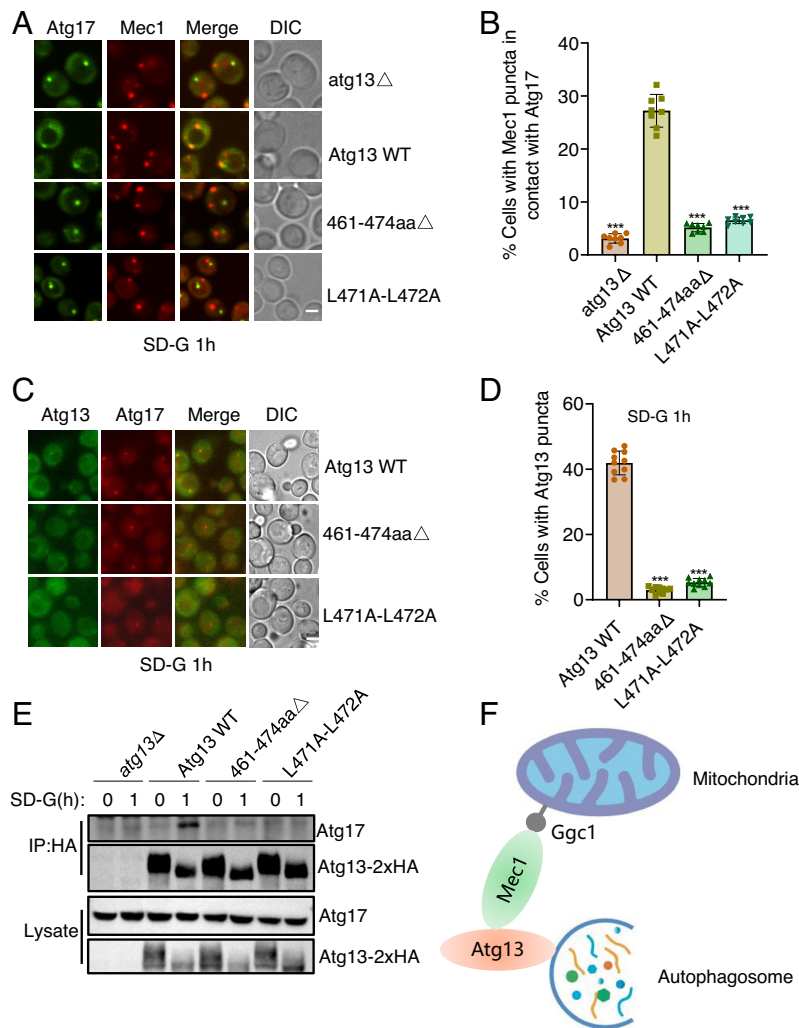 A
Atg17 Mec1 Merge DIC
atg13△
Atg13 WT
461-474aa△
L471A-L472A
SD-G 1h
B
% Cells with Mec1 puncta in
contact with Atg17
40
30
20
10
0
***
***
***
atg13Δ
Atg13 WT
461-474aaΔ
L471A-L472A
C
Atg13 Atg17 Merge DIC
Atg13 WT
461-474aa△
L471A-L472A
SD-G 1h
D
SD-G 1h
% Cells with Atg13 puncta
60
40
20
0
***
***
Atg13 WT
461-474aaΔ
L471A-L472A
E
atg13Δ
Atg13 WT
461-474aa△
L471A-L472A
SD-G(h): 0 1 0 1 0 1 0 1
IP:HA
Atg17
Atg13-2xHA
Lysate
Atg17
Atg13-2xHA
F
Mitochondria
Ggc1
Mec1
Atg13
Autophagosome